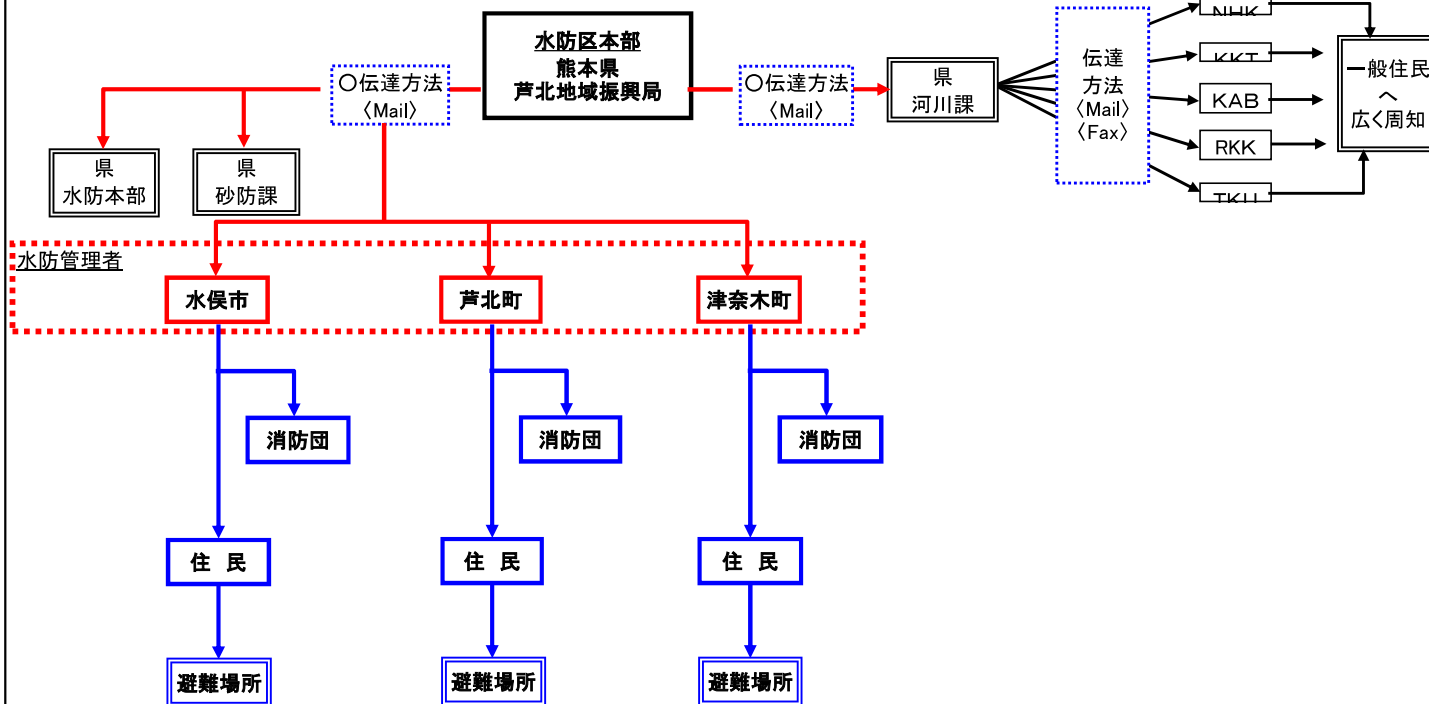 水防区本部
熊本県
芦北地域振興局
〇伝達方法
〈Mail〉
〇伝達方法
〈Mail〉
県
河川課
伝達
方法
〈Mail〉
〈Fax〉
NHK
KKT
KAB
RKK
TKU
一般住民
へ
広く周知
県
水防本部
県
砂防課
水防管理者
水俣市
芦北町
津奈木町
消防団
消防団
消防団
住 民
住 民
住 民
避難場所
避難場所
避難場所